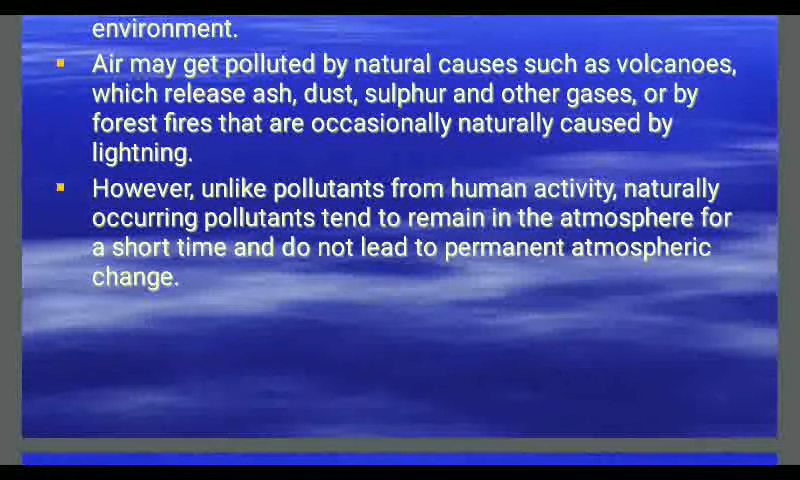 environment.
Air may get polluted by natural causes such as volcanoes,
which release ash, dust, sulphur and other gases, or by
forest fires that are occasionally naturally caused by
lightning.
However, unlike pollutants from human activity, naturally
occurring pollutants tend to remain in the atmosphere for
a short time and do not lead to permanent atmospheric
change.